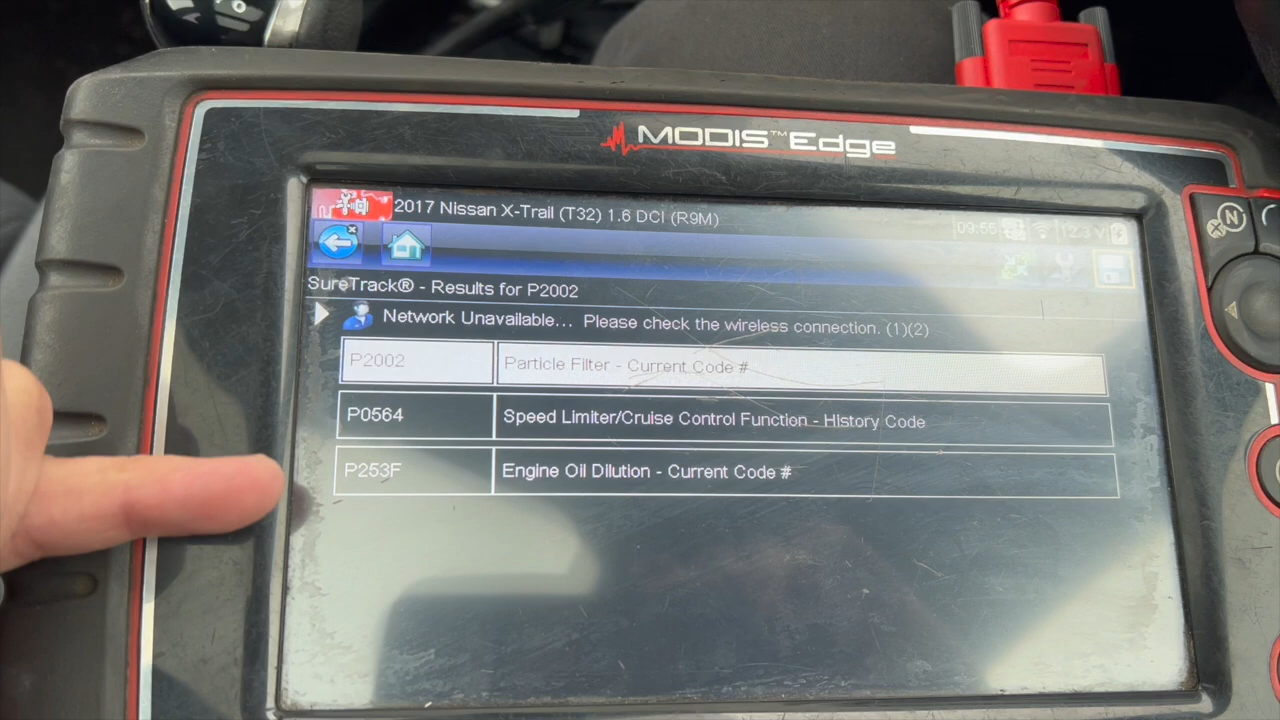 MODIS™ Edge
2017 Nissan X-Trail (T32) 1.6 DCI (R9M)
09:55 12.3 V
SureTrack® - Results for P2002
Network Unavailable... Please check the wireless connection. (1)(2)
P2002 Particle Filter - Current Code #
P0564 Speed Limiter/Cruise Control Function - History Code
P253F Engine Oil Dilution - Current Code #
N